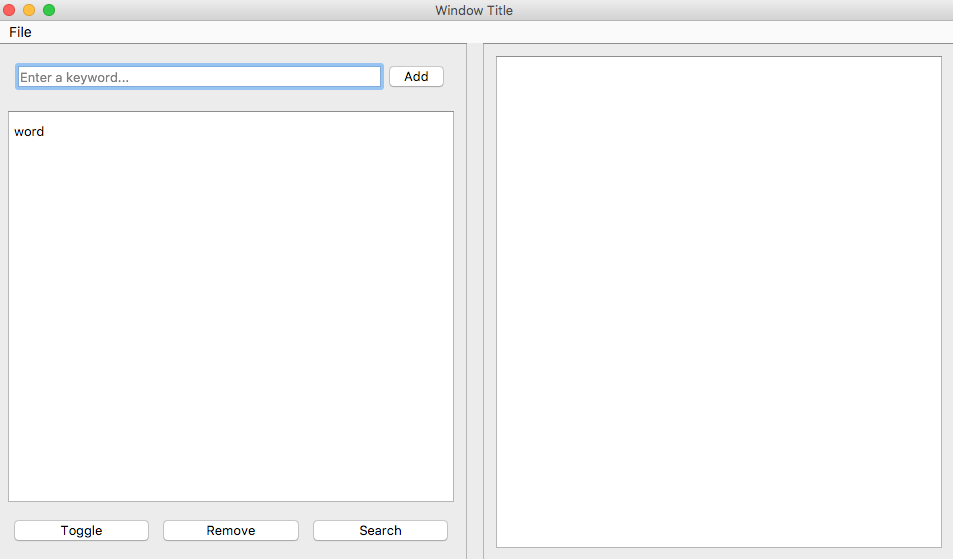 Window Title
File
Enter a keyword...
Add
word
Toggle
Remove
Search